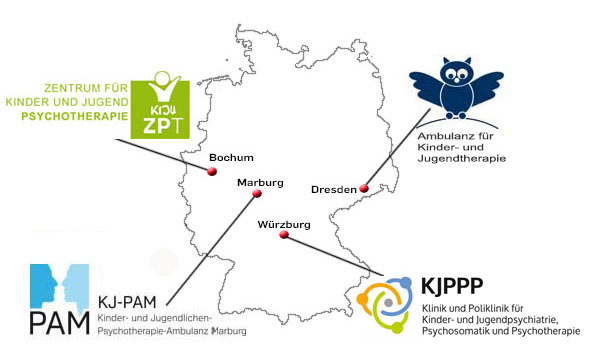 ZENTRUM FÜR
KINDER UND JUGEND
PSYCHOTHERAPIE
KIJU
ZPT
Ambulanz für
Kinder- und
Jugendtherapie
Bochum
Marburg
Dresden
Würzburg
PAM
KJ-PAM
Kinder- und Jugendlichen-
Psychotherapie-Ambulanz Marburg
KJPPP
Klinik und Poliklinik für
Kinder- und Jugendpsychiatrie,
Psychosomatik und Psychotherapie